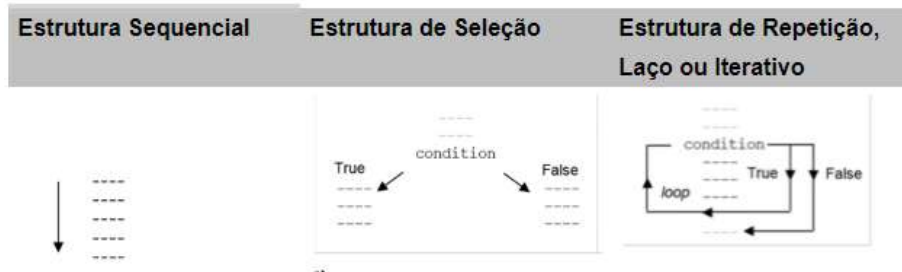 Estrutura Sequencial
Estrutura de Seleção
Estrutura de Repetição,
Laço ou Iterativo
condition
True
False
condition
True
False
loop